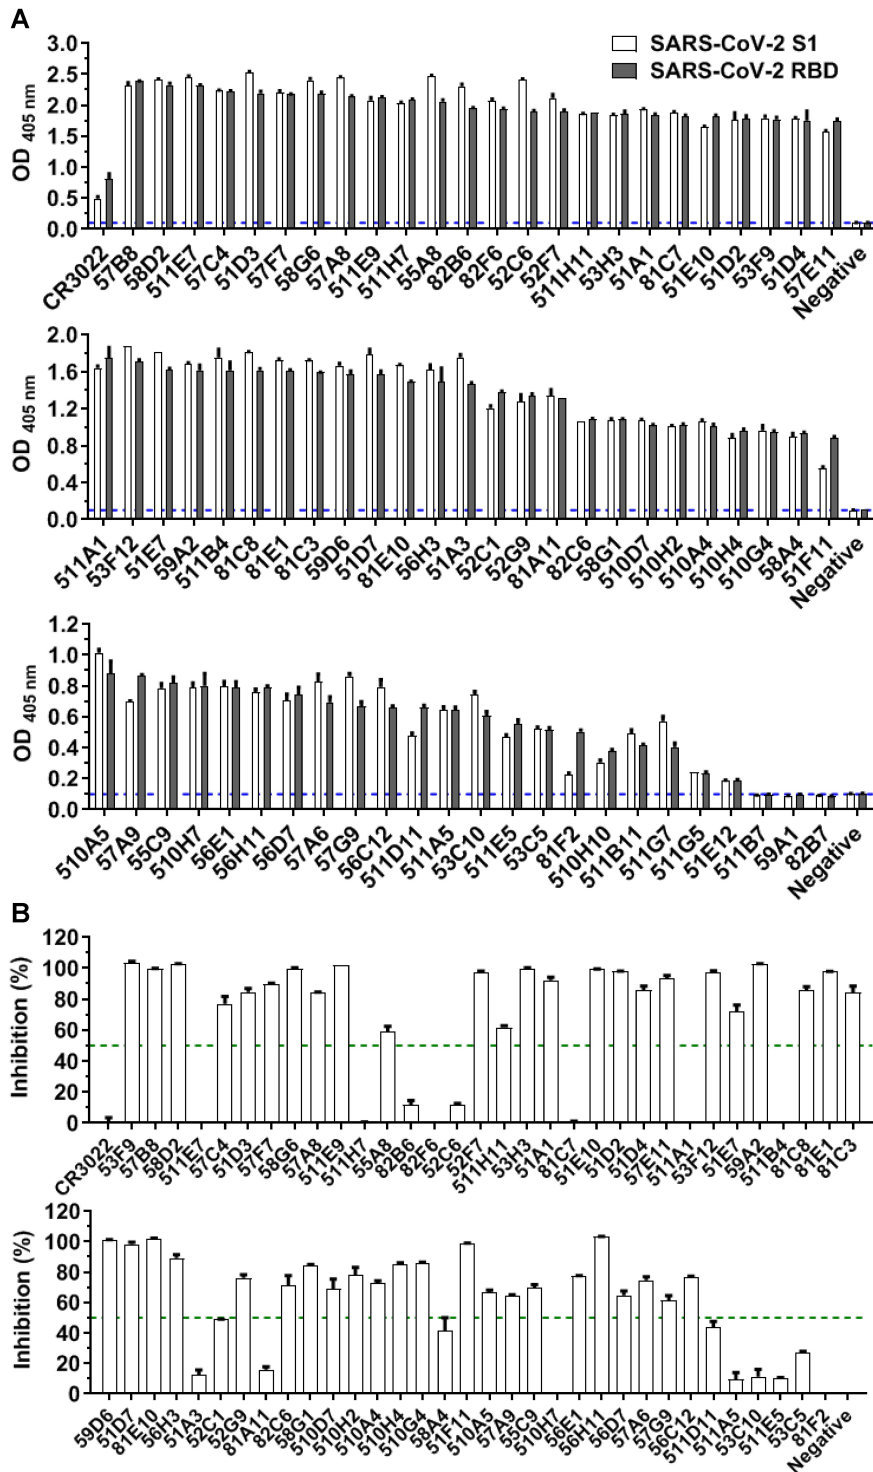 A
SARS-CoV-2 S1
SARS-CoV-2 RBD
OD 405 nm
3.0
2.5
2.0
1.5
1.0
0.5
0.0
CR3022 57B8 58D2 511E7 57C4 51D3 57F7 58G6 57A8 511E9 511H7 55A8 82B6 82F6 52C6 52F7 511H11 53H3 51A1 81C7 51E10 51D2 53F9 51D4 57E11 Negative
OD 405 nm
2.0
1.6
1.2
0.8
0.4
0.0
511A1 53F12 51E7 59A2 511B4 81C8 81E1 81C3 59D6 51D7 81E10 56H3 51A3 52C1 52G9 81A11 82C6 58G1 510D7 510H2 510A4 510H4 510G4 58A4 51F11 Negative
OD 405 nm
1.2
1.0
0.8
0.6
0.4
0.2
0.0
510A5 57A9 55C9 510H7 56E1 56H11 56D7 57A6 57G9 56C12 511D11 511A5 53C10 511E5 53C5 81F2 510H10 511B11 511G7 511G5 51E12 511B7 59A1 82B7 Negative
B
Inhibition (%)
120
100
80
60
40
20
0
CR3022 53F9 57B8 58D2 511E7 57C4 51D3 57F7 58G6 57A8 511E9 511H7 55A8 82B6 82F6 52C6 52F7 511H11 53H3 51A1 81C7 51E10 51D2 51D4 57E11 511A1 53F12 51E7 59A2 511B4 81C8 81E1 81C3
Inhibition (%)
120
100
80
60
40
20
0
59D6 51D7 81E10 56H3 51A3 52C1 52G9 81A11 82C6 58G1 510D7 510H2 510A4 510H4 510G4 58A4 51F11 510A5 57A9 55C9 510H7 56E1 56H11 56D7 57A6 57G9 56C12 511D11 511A5 53C10 511E5 53C5 81F2 Negative